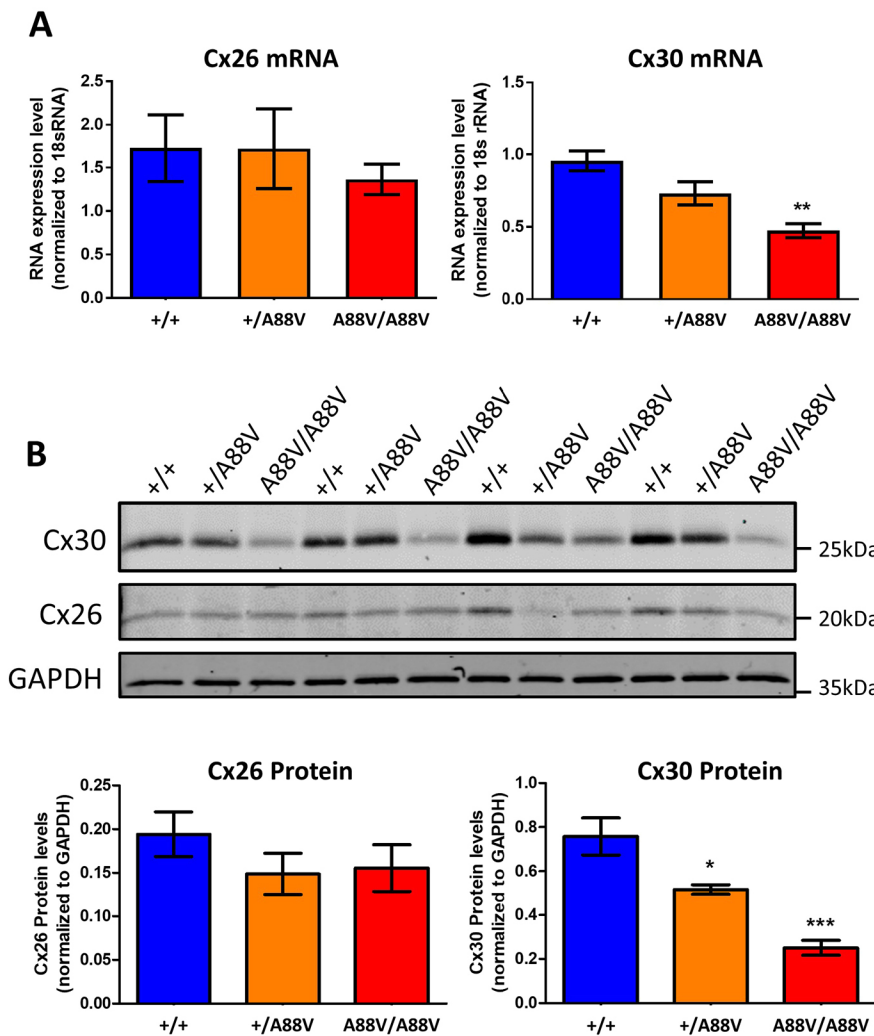 A
Cx26 mRNA
RNA expression level
(normalized to 18sRNA)
2.5
2.0
1.5
1.0
0.5
0.0
+/+ +/A88V A88V/A88V
Cx30 mRNA
RNA expression level
(normalized to 18s rRNA)
1.5
1.0
0.5
0.0
**
+/+ +/A88V A88V/A88V
B
+/+ +/A88V A88V/A88V +/+ +/A88V A88V/A88V +/+ +/A88V A88V/A88V +/+ +/A88V A88V/A88V
Cx30
25kDa
Cx26
20kDa
GAPDH
35kDa
Cx26 Protein
Cx26 Protein levels
(normalized to GAPDH)
0.25
0.20
0.15
0.10
0.05
0.00
+/+ +/A88V A88V/A88V
Cx30 Protein
Cx30 Protein levels
(normalized to GAPDH)
1.0
0.8
0.6
0.4
0.2
0.0
*
***
+/+ +/A88V A88V/A88V